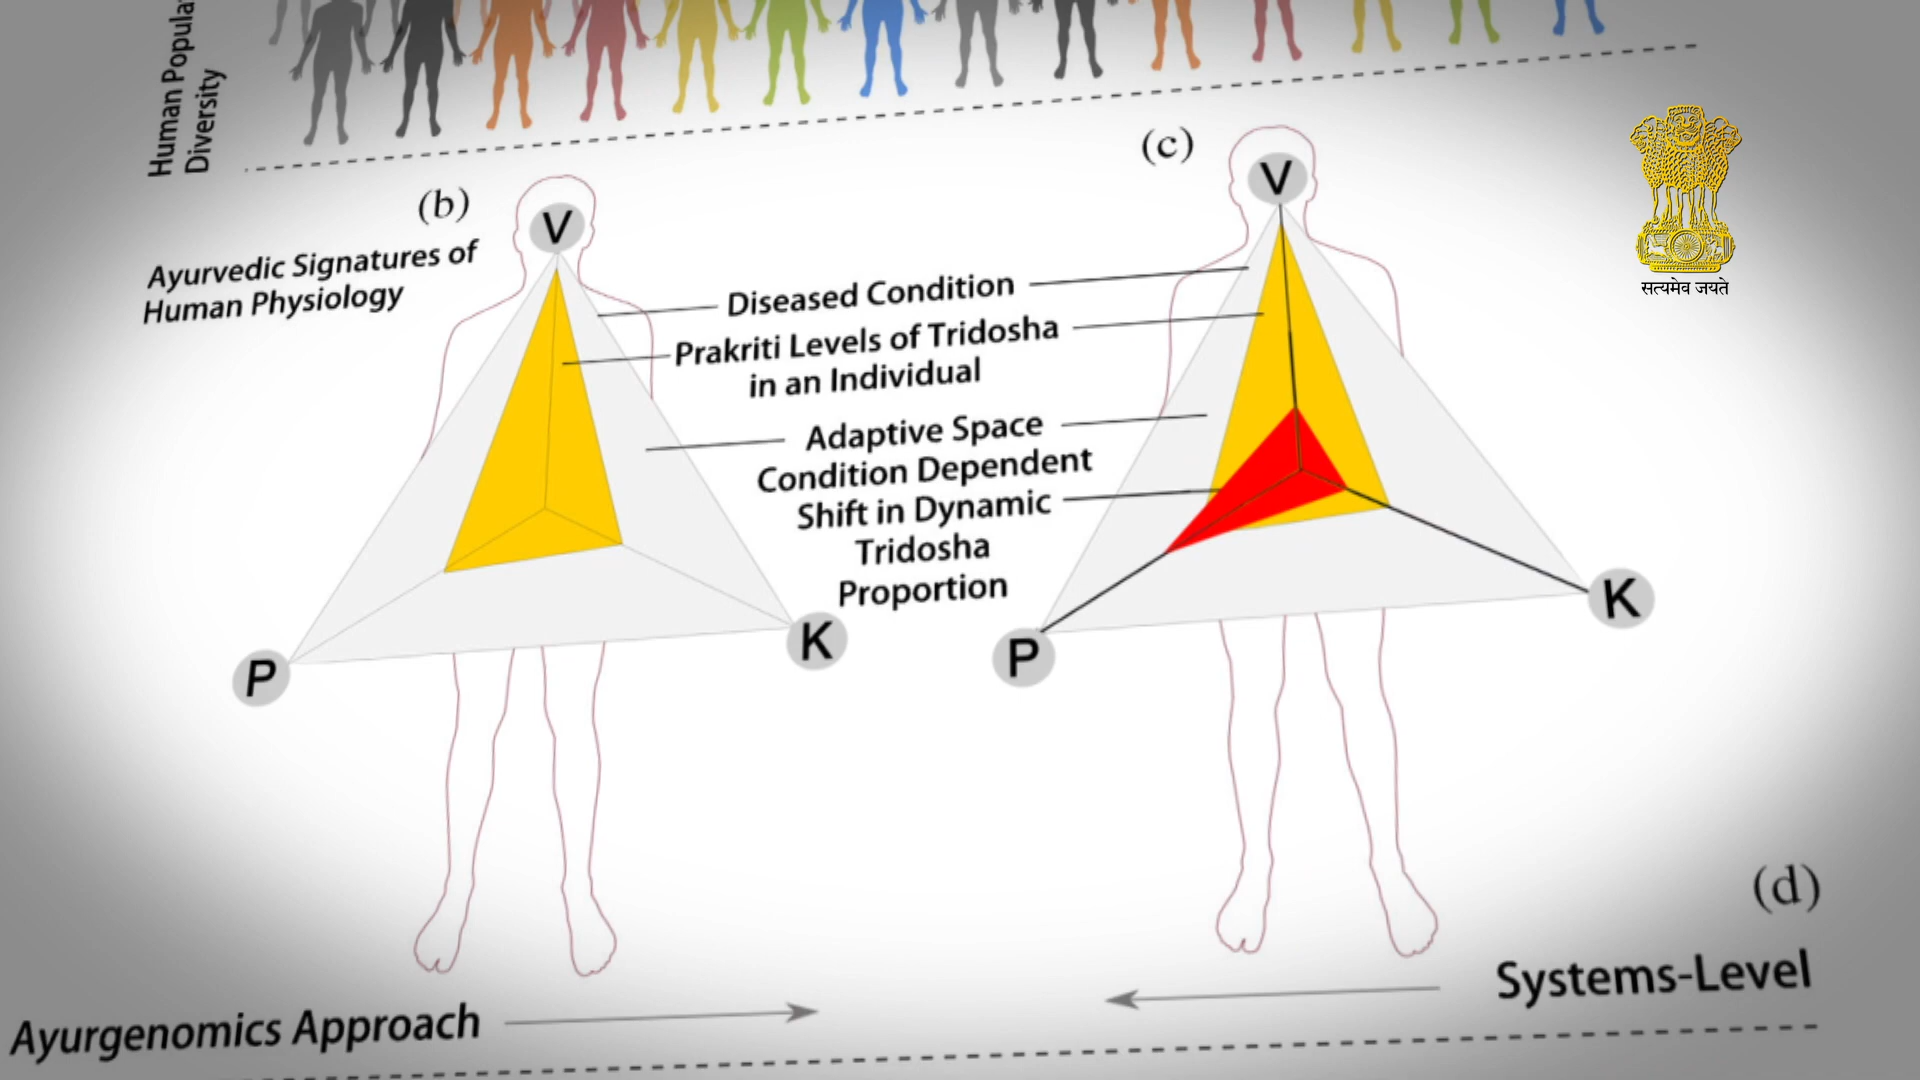 Human
Diversity
(b)
(c)
V
V
Ayurvedic Signatures of
Human Physiology
Diseased Condition
Prakriti Levels of Tridosha
in an Individual
Adaptive Space
Condition Dependent
Shift in Dynamic
Tridosha
Proportion
P
K
P
K
सत्यमेव जयते
(d)
Ayurgenomics Approach
Systems-Level